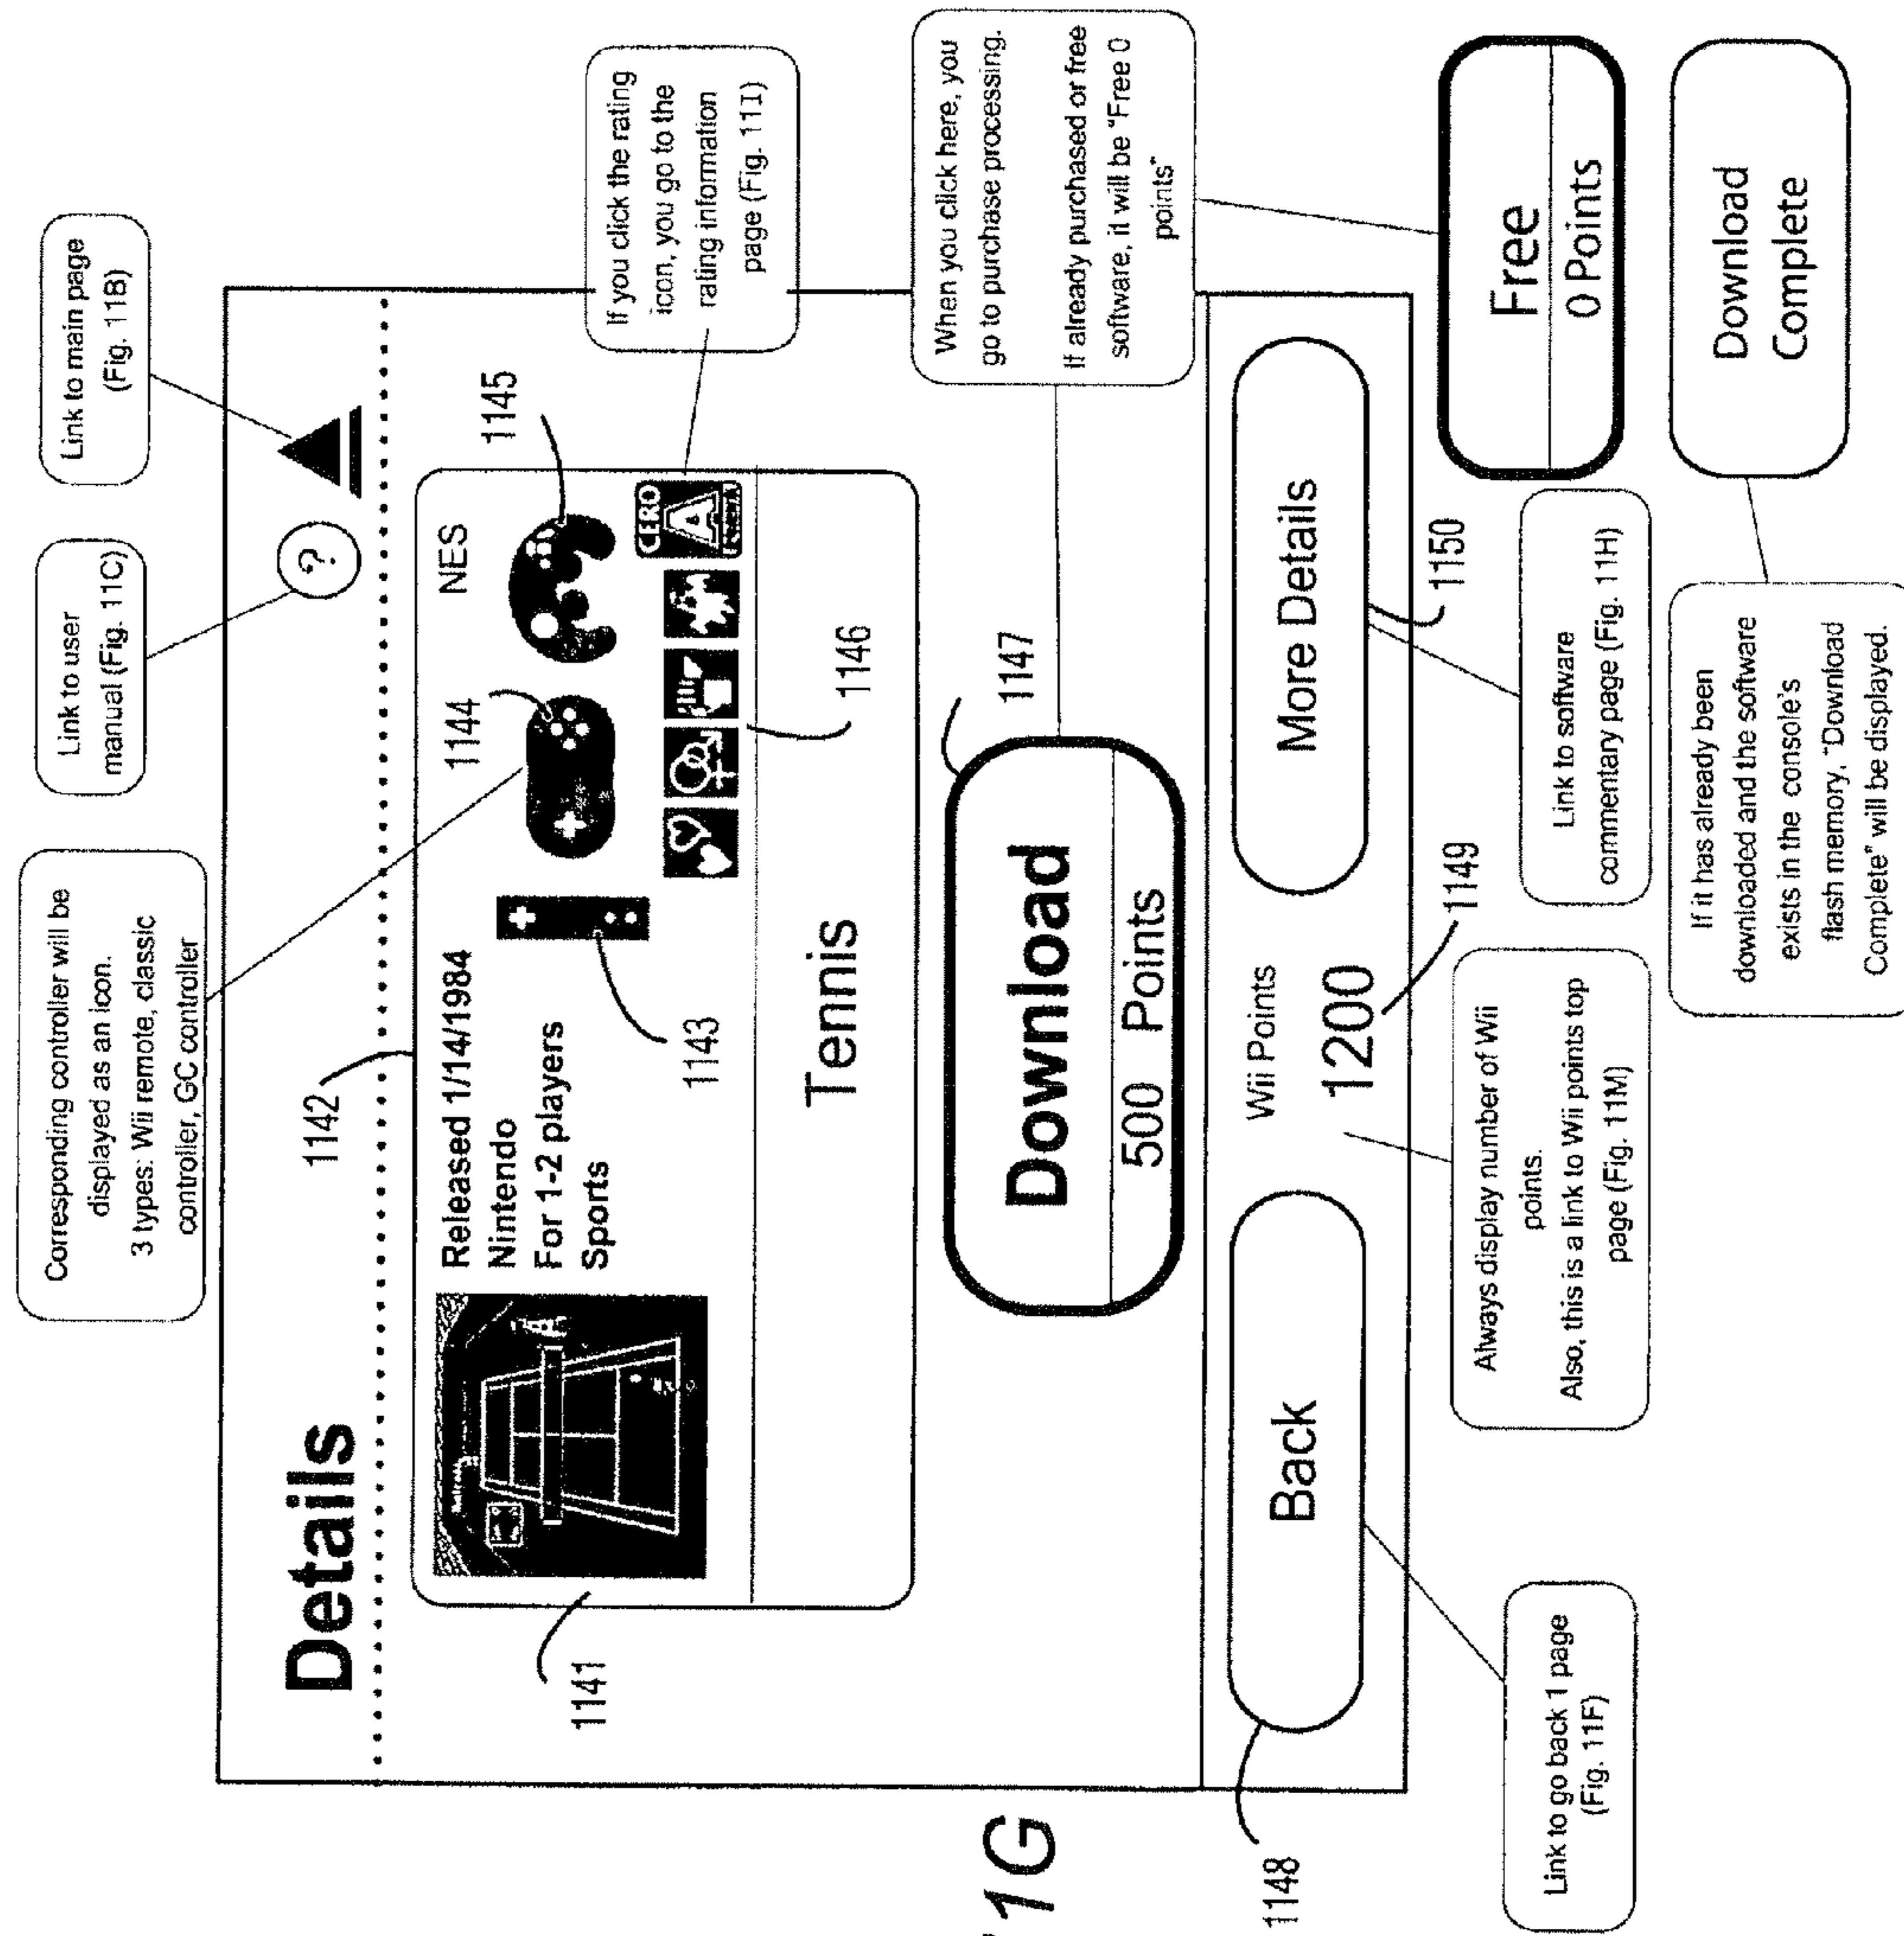 Corresponding controller will be
displayed as an icon.
3 types: Wii remote, classic
controller, GC controller
Link to user
manual (Fig. 11C)
Link to main page
(Fig. 11B)
Details
?
1142
1144
1145
1141
Released 1/14/1984
Nintendo
For 1-2 players
Sports
NES
1143
CERO
A
1146
Tennis
If you click the rating
icon, you go to the
rating information
page (Fig. 11I)
1147
Download
500 Points
When you click here, you
go to purchase processing.
If already purchased or free
software, it will be "Free 0
points"
1148
Back
Wii Points
1200
1149
More Details
1150
Link to go back 1 page
(Fig. 11F)
Always display number of Wii
points.
Also, this is a link to Wii points top
page (Fig. 11M)
Link to software
commentary page (Fig. 11H)
Free
0 Points
If it has already been
downloaded and the software
exists in the console's
flash memory, "Download
Complete" will be displayed.
Download
Complete
1G